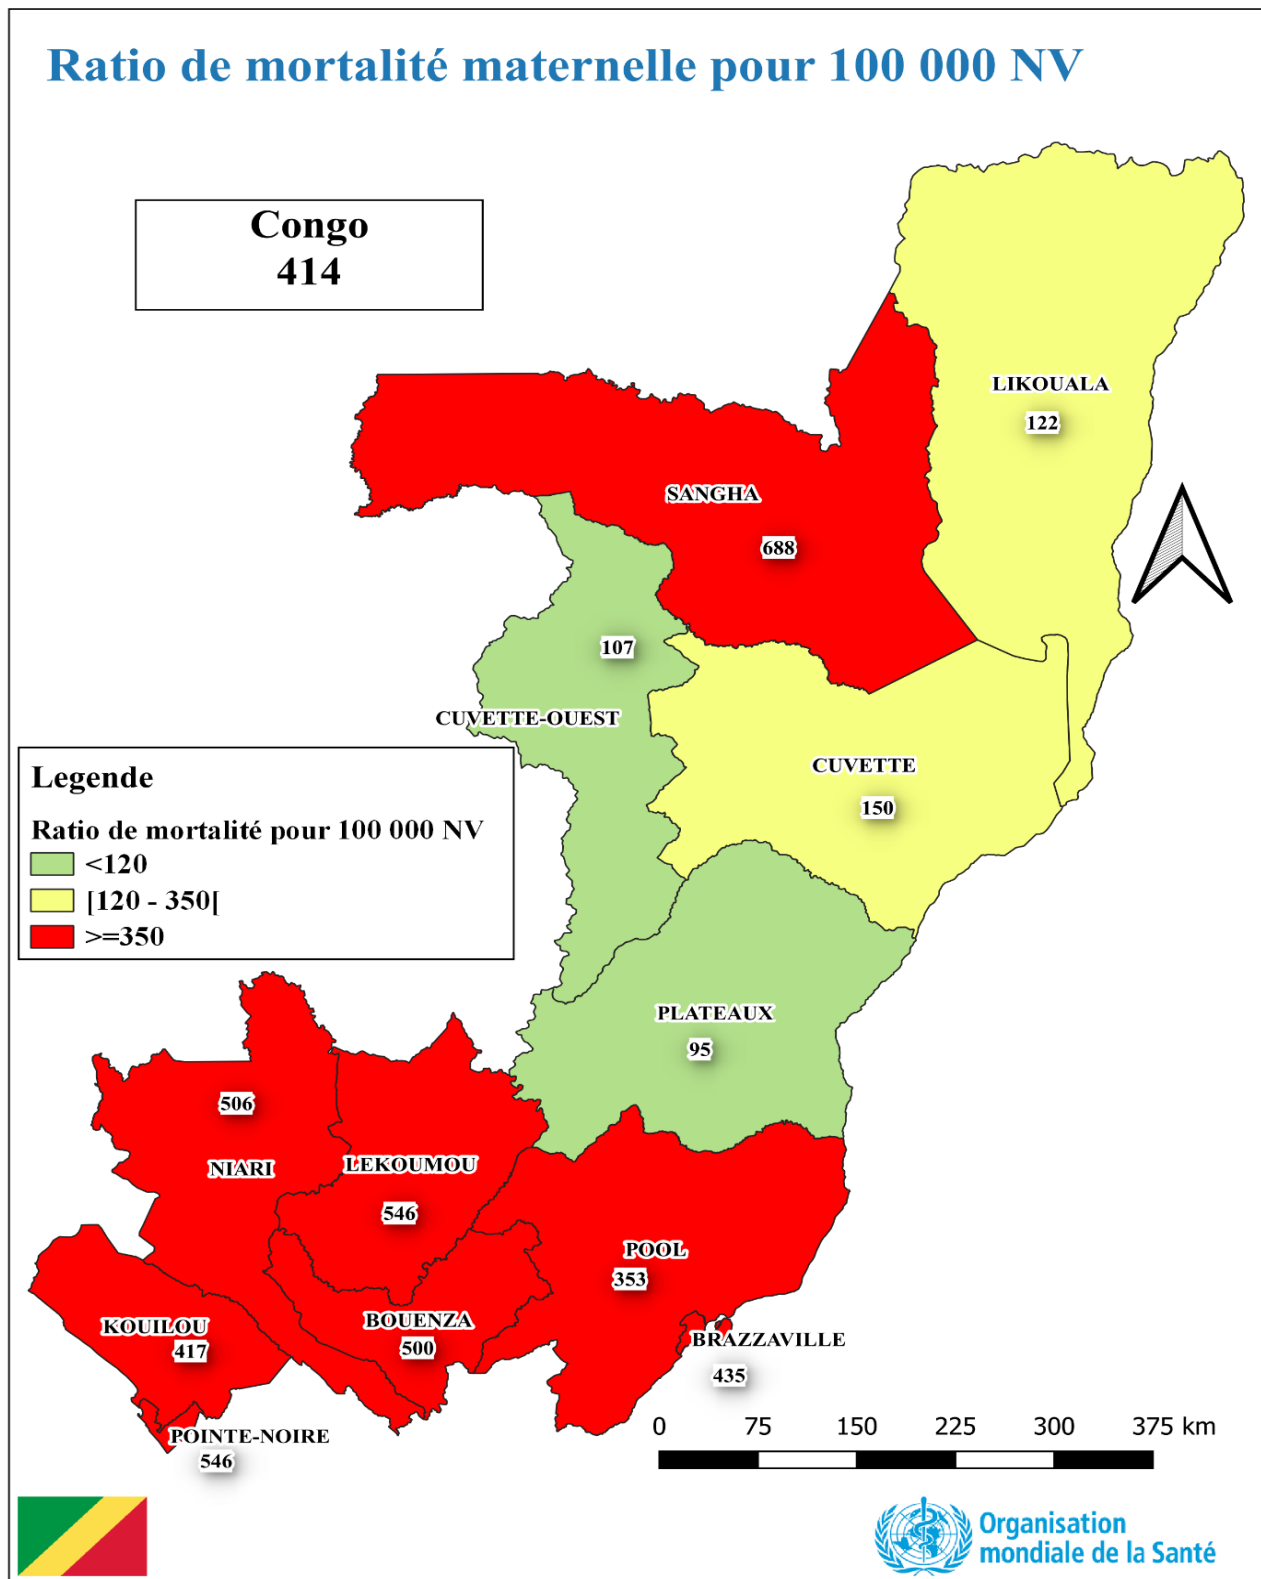 Ratio de mortalité maternelle pour 100 000 NV
Congo
414
LIKOUALA
122
SANGHA
688
107
CUVETTE-OUEST
CUVETTE
150
Legende
Ratio de mortalité pour 100 000 NV
<120
[120 - 350[
>=350
PLATEAUX
95
506
NIARI
LEKOUMOU
546
POOL
353
KOUILOU
417
BOUENZA
500
BRAZZAVILLE
435
POINTE-NOIRE
546
0 75 150 225 300 375 km
Organisation
mondiale de la Santé